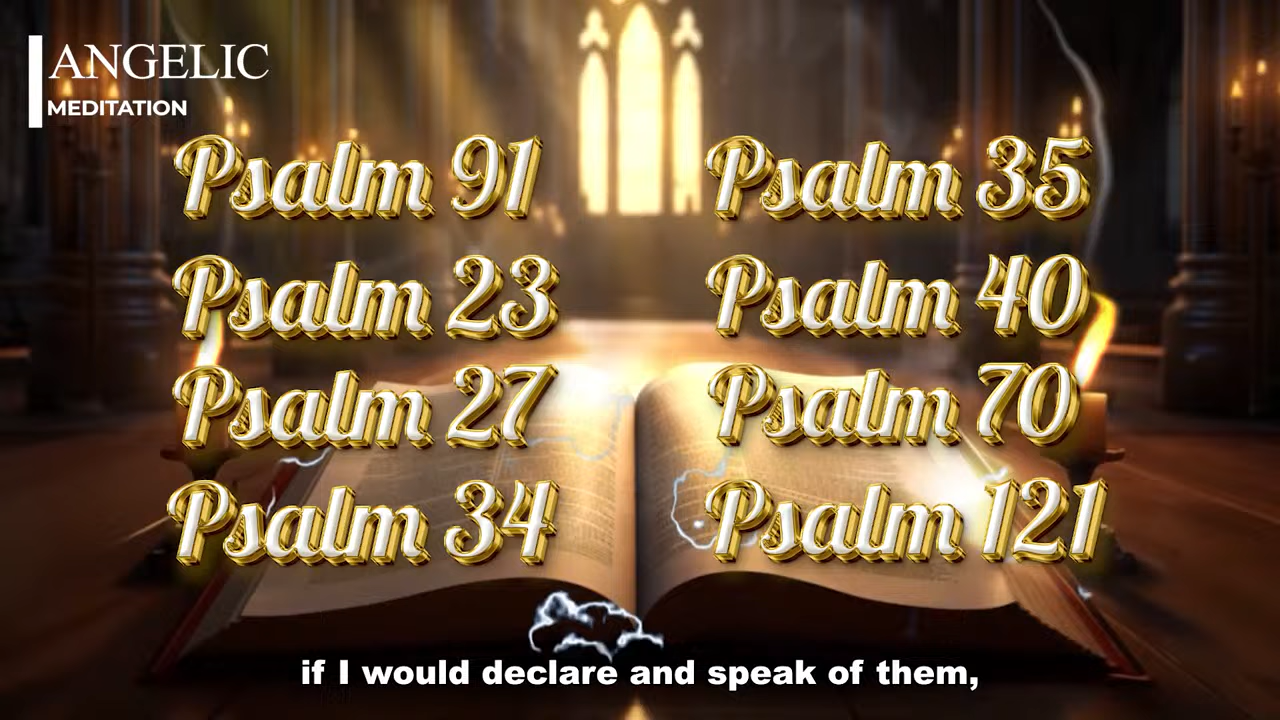 ANGELIC
MEDITATION
Psalm 91
Psalm 23
Psalm 27
Psalm 34
Psalm 35
Psalm 40
Psalm 70
Psalm 121
if I would declare and speak of them,